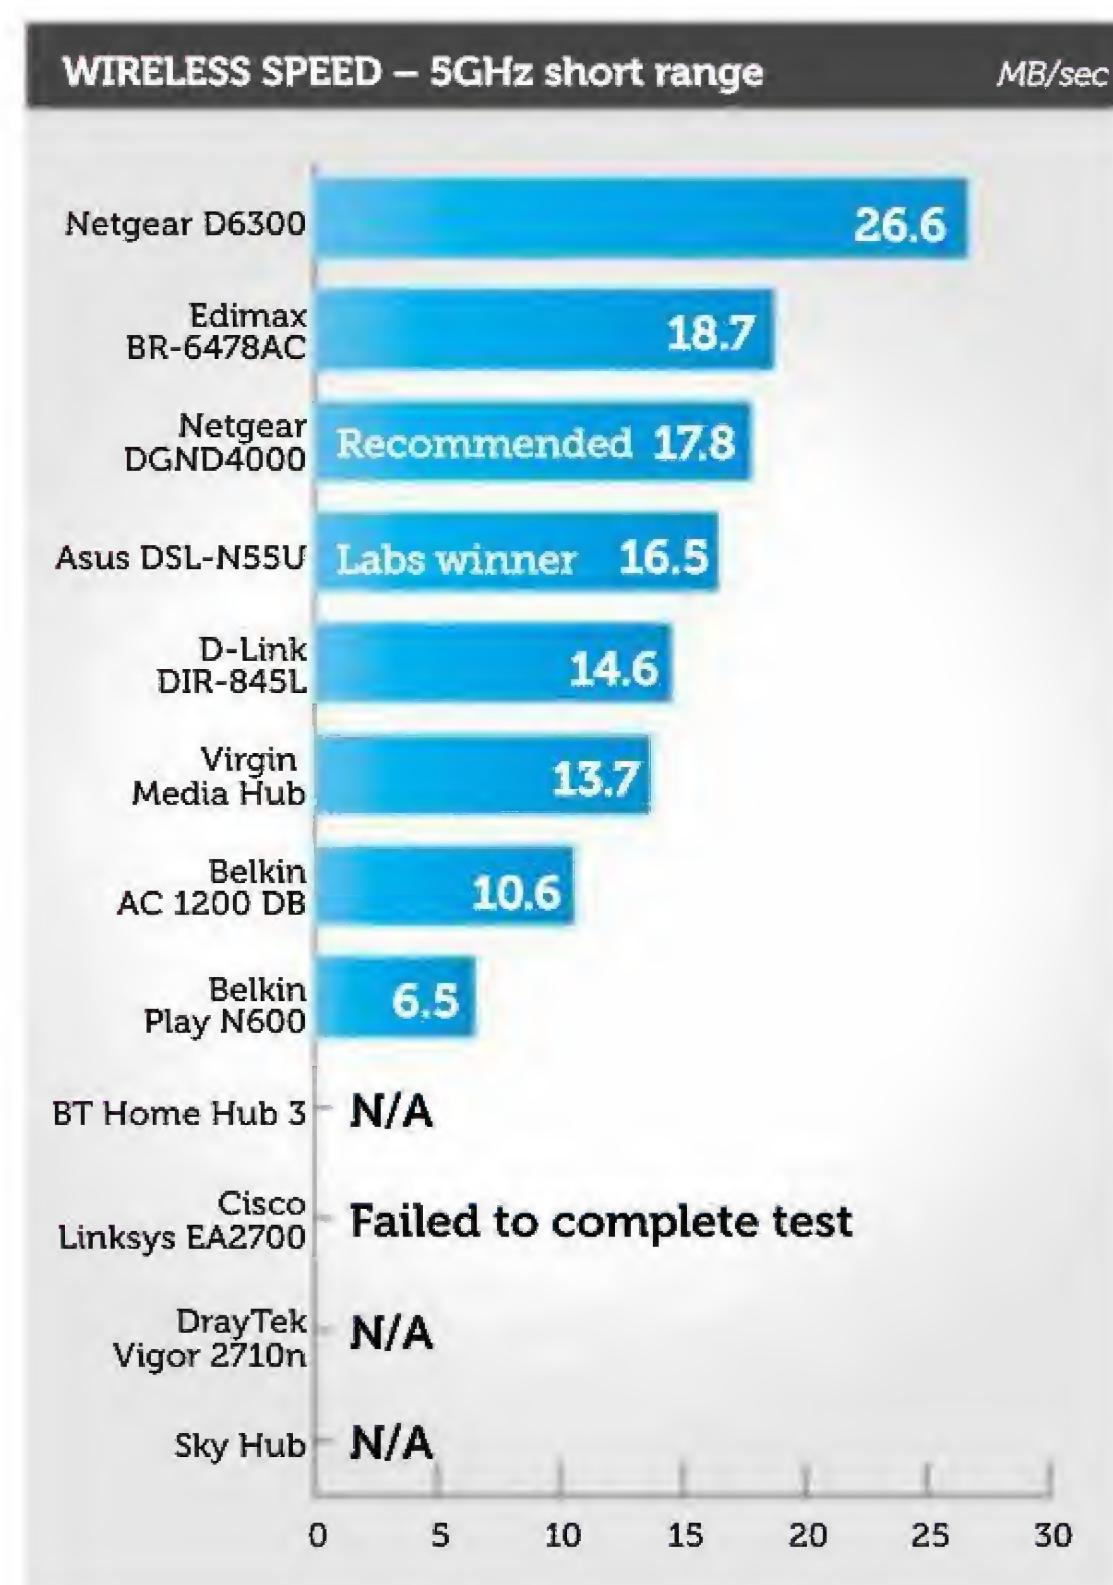 WIRELESS SPEED – 5GHz short range MB/sec
Netgear D6300 26.6
Edimax
BR-6478AC 18.7
Netgear
DGND4000 Recommended 17.8
Asus DSL-N55U Labs winner 16.5
D-Link
DIR-845L 14.6
Virgin
Media Hub 13.7
Belkin
AC 1200 DB 10.6
Belkin
Play N600 6.5
BT Home Hub 3 N/A
Cisco
Linksys EA2700 Failed to complete test
DrayTek
Vigor 2710n N/A
Sky Hub N/A
0 5 10 15 20 25 30